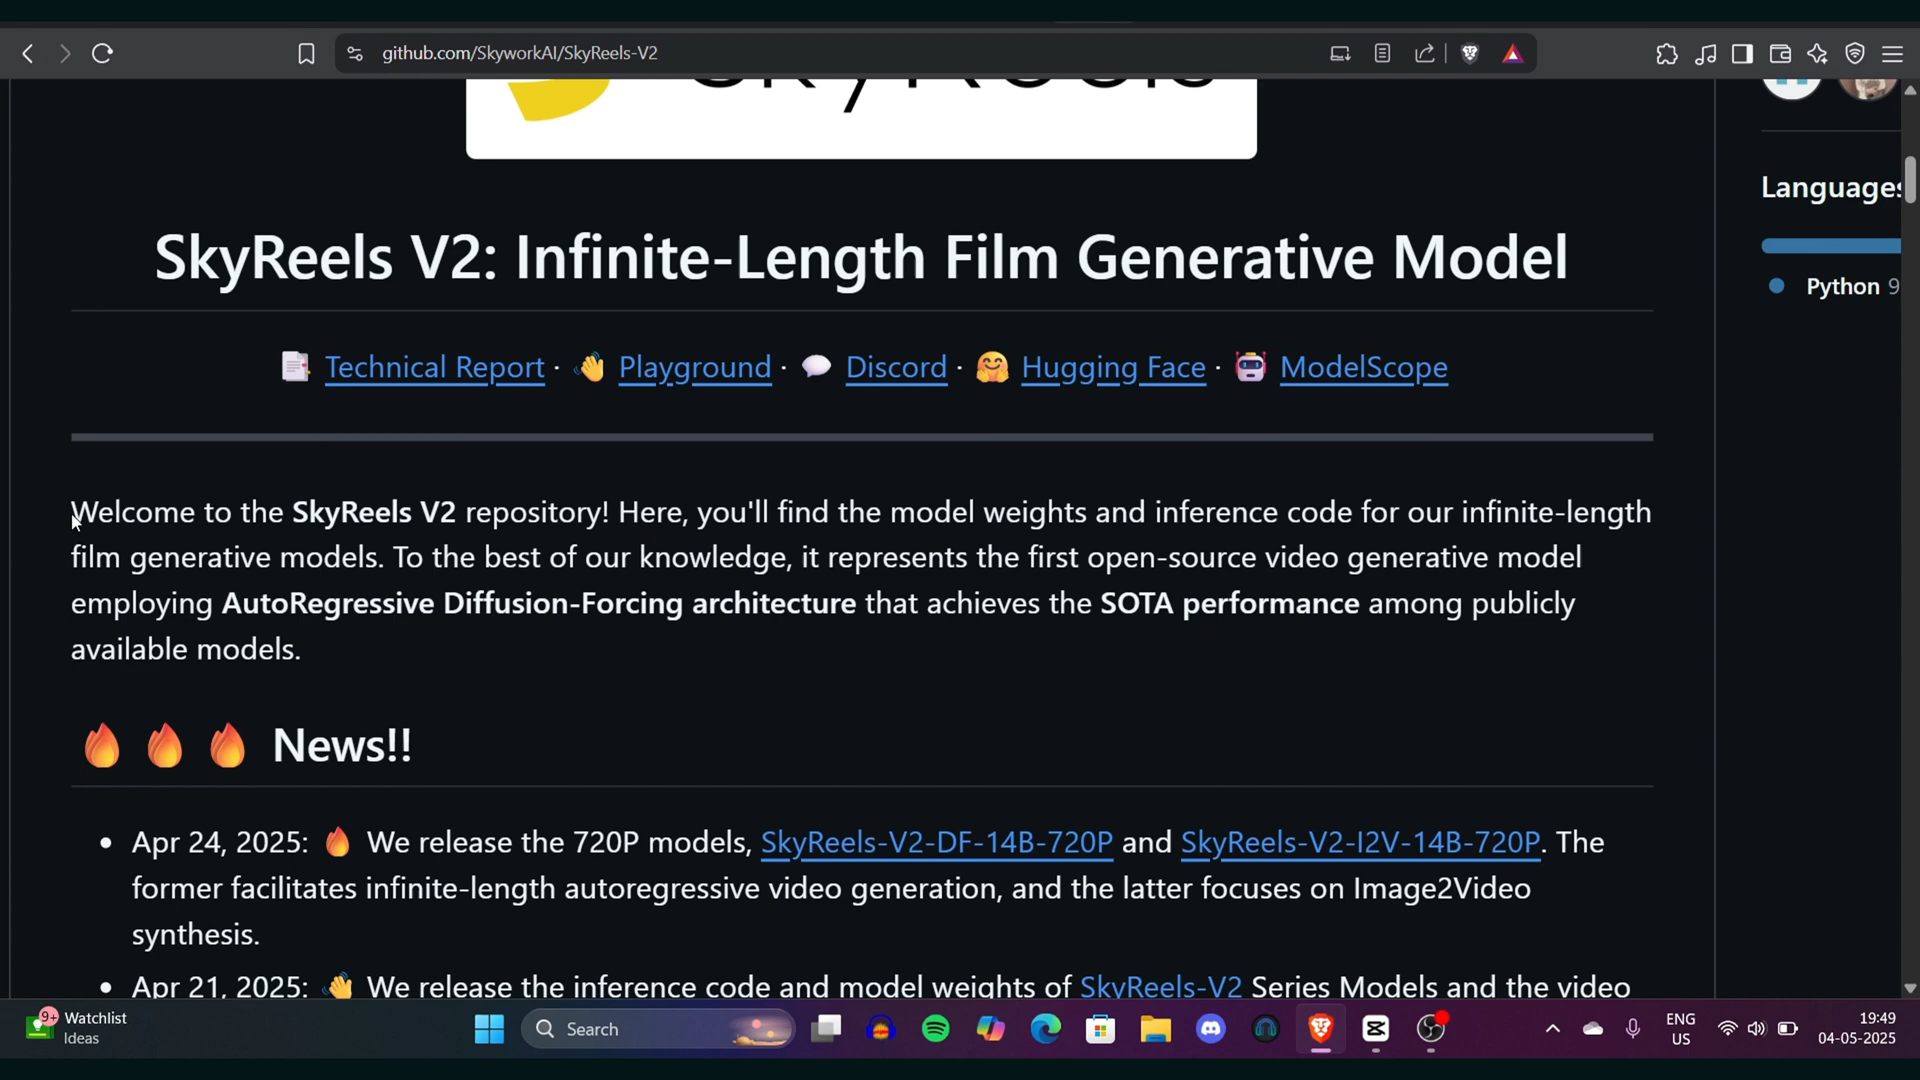 github.com/SkyworkAI/SkyReels-V2
SkyReels
Languages
SkyReels V2: Infinite-Length Film Generative Model
Python 9
Technical Report · Playground · Discord · Hugging Face · ModelScope
Welcome to the SkyReels V2 repository! Here, you'll find the model weights and inference code for our infinite-length
film generative models. To the best of our knowledge, it represents the first open-source video generative model
employing AutoRegressive Diffusion-Forcing architecture that achieves the SOTA performance among publicly
available models.
News!!
• Apr 24, 2025: We release the 720P models, SkyReels-V2-DF-14B-720P and SkyReels-V2-I2V-14B-720P. The
former facilitates infinite-length autoregressive video generation, and the latter focuses on Image2Video
synthesis.
• Apr 21, 2025: We release the inference code and model weights of SkyReels-V2 Series Models and the video
9+
Watchlist
Ideas
Search
ENG
US
19:49
04-05-2025